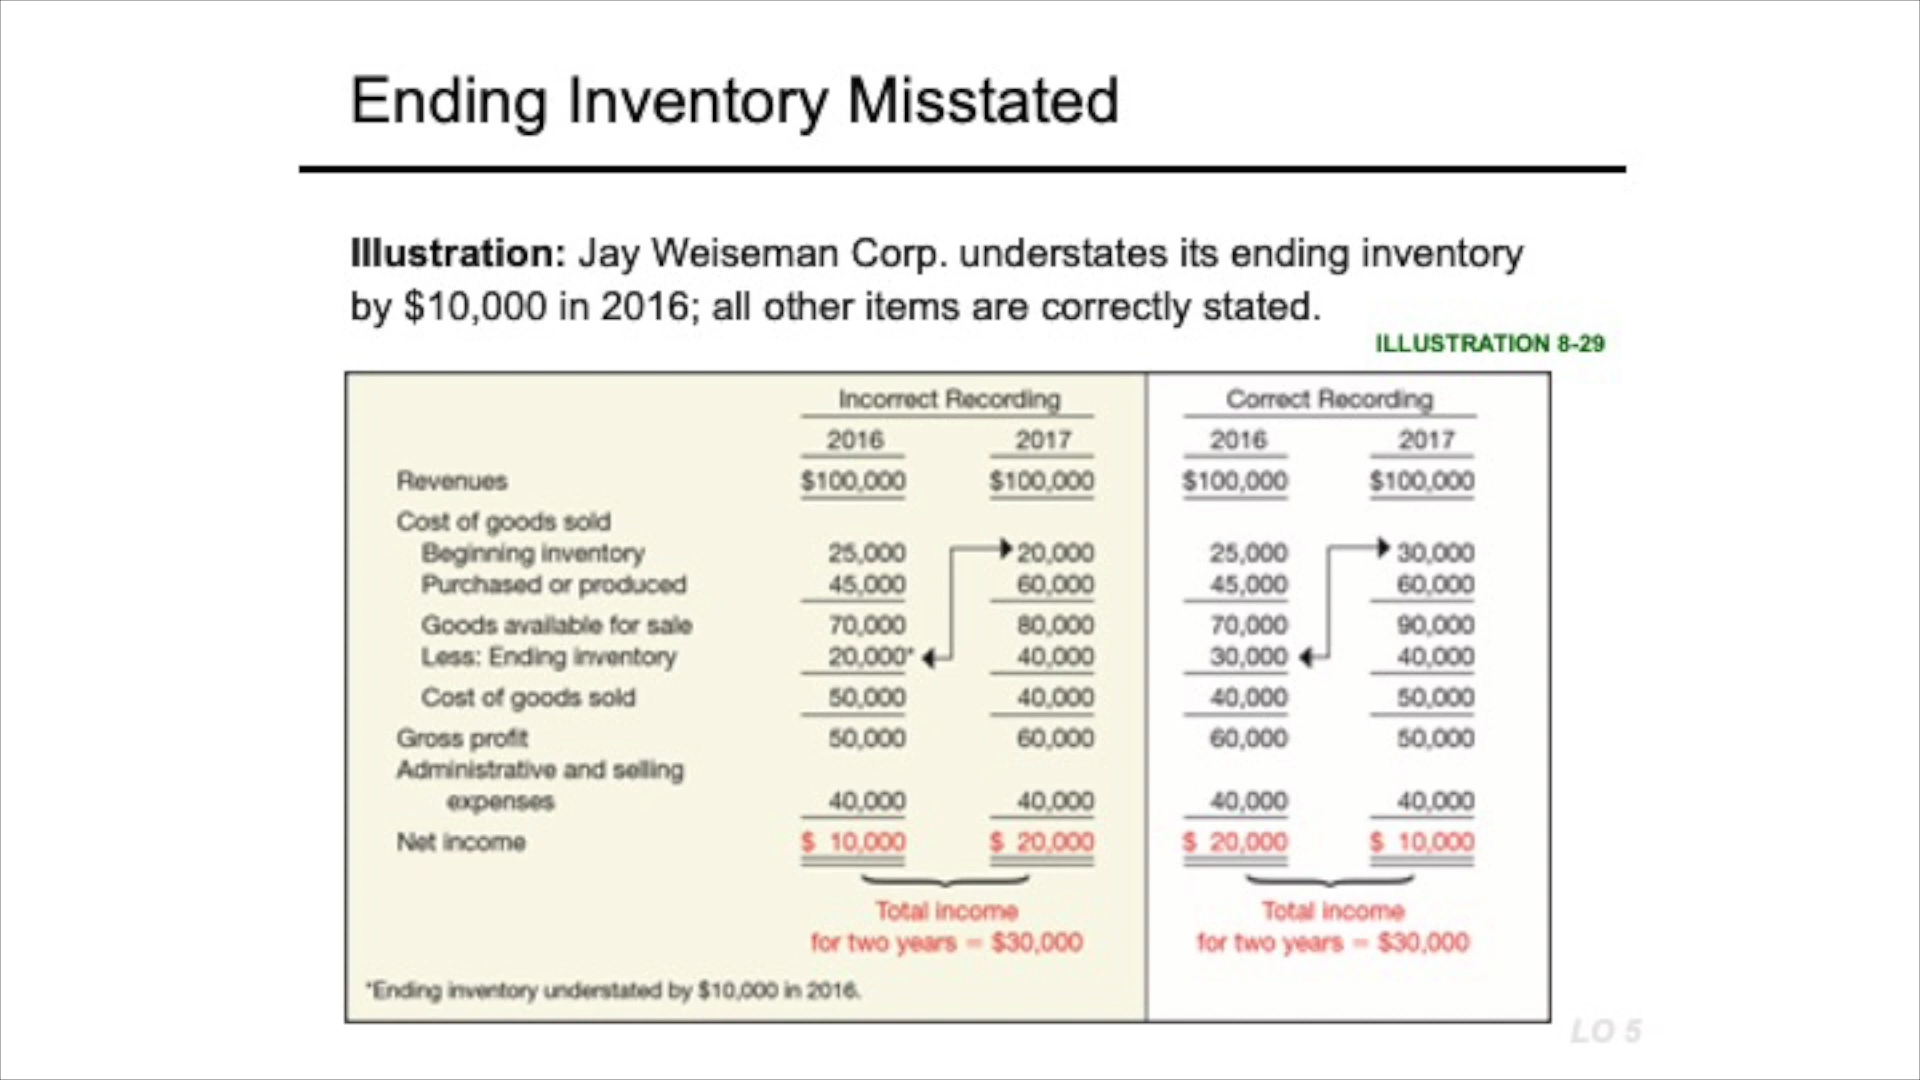 Ending Inventory Misstated
Illustration: Jay Weiseman Corp. understates its ending inventory
by $10,000 in 2016; all other items are correctly stated.
ILLUSTRATION 8-29
Incorrect Recording Correct Recording
2016 2017 2016 2017
Revenues $100,000 $100,000 $100,000 $100,000
Cost of goods sold
Beginning inventory 25,000 20,000 25,000 30,000
Purchased or produced 45,000 60,000 45,000 60,000
Goods available for sale 70,000 80,000 70,000 90,000
Less: Ending inventory 20,000* 40,000 30,000 40,000
Cost of goods sold 50,000 40,000 40,000 50,000
Gross profit 50,000 60,000 60,000 50,000
Administrative and selling
expenses 40,000 40,000 40,000 40,000
Net income $ 10,000 $ 20,000 $ 20,000 $ 10,000
Total income Total income
for two years = $30,000 for two years = $30,000
*Ending inventory understated by $10,000 in 2016.
LO 5